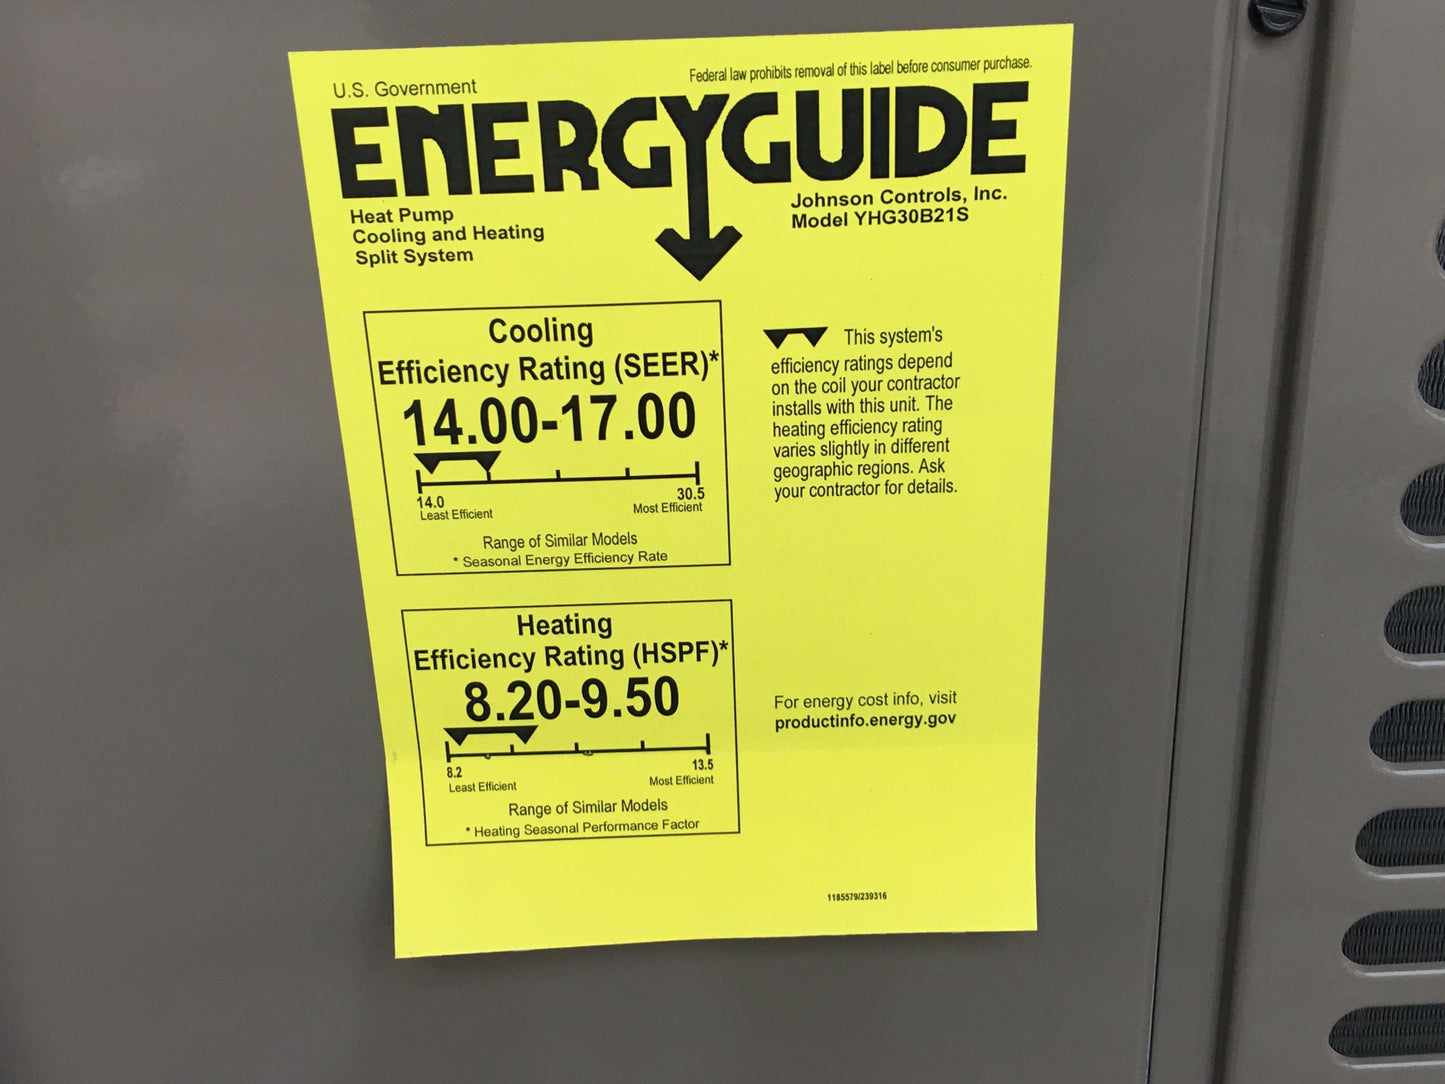 U.S. Government
Federal law prohibits removal of this label before consumer purchase.
ENERGYGUIDE
Heat Pump
Cooling and Heating
Split System
Johnson Controls, Inc.
Model YHG30B21S
Cooling
Efficiency Rating (SEER)*
14.00-17.00
14.0
Least Efficient
30.5
Most Efficient
Range of Similar Models
* Seasonal Energy Efficiency Rate
This system's
efficiency ratings depend
on the coil your contractor
installs with this unit. The
heating efficiency rating
varies slightly in different
geographic regions. Ask
your contractor for details.
Heating
Efficiency Rating (HSPF)*
8.20-9.50
8.2
Least Efficient
13.5
Most Efficient
Range of Similar Models
* Heating Seasonal Performance Factor
For energy cost info, visit
productinfo.energy.gov
1185579/239316